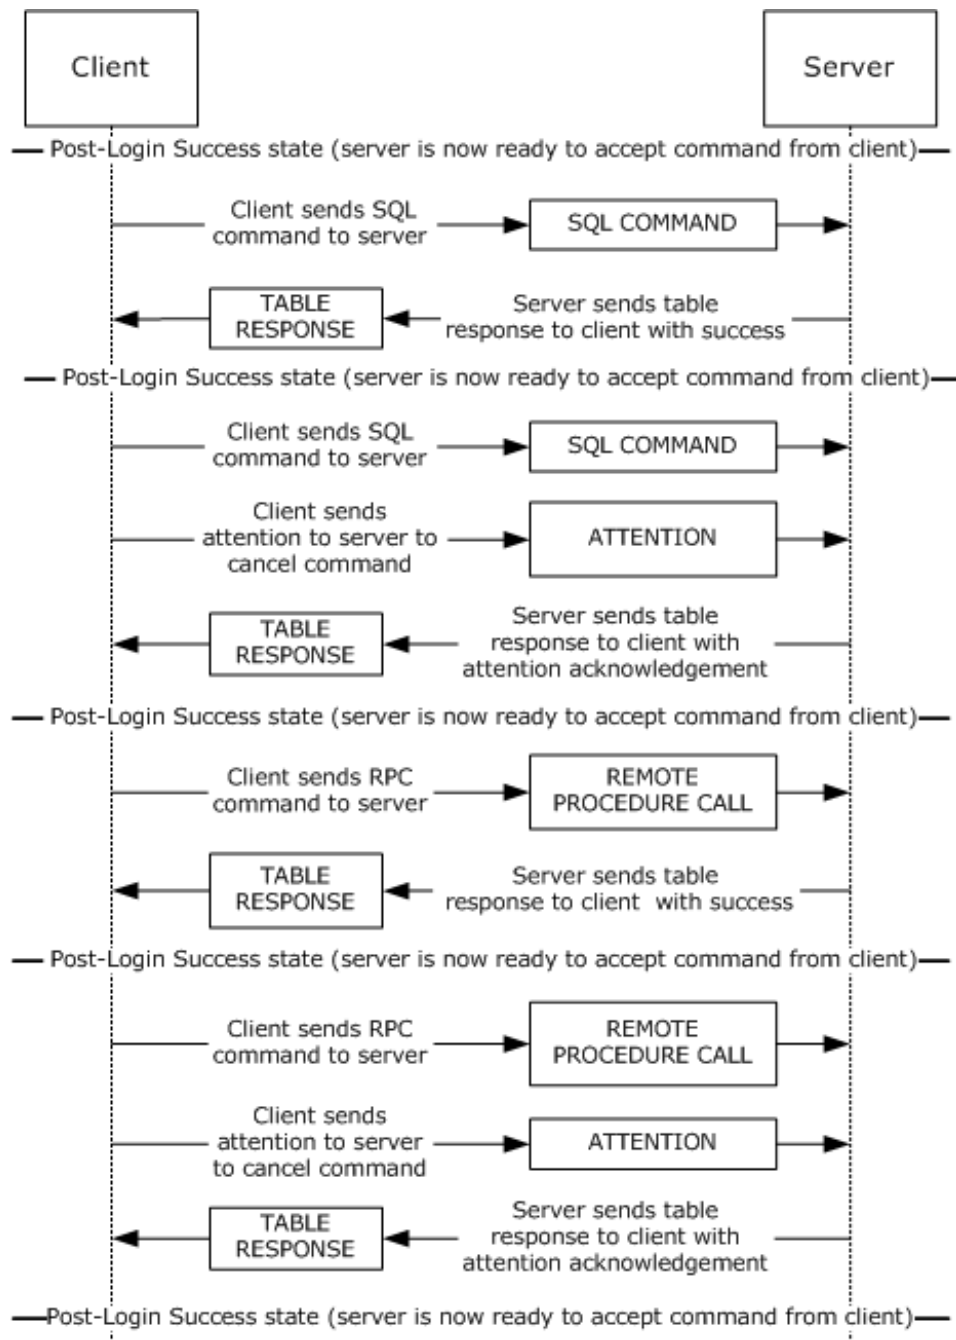 Client
Server
Post-Login Success state (server is now ready to accept command from client)
Client sends SQL
command to server
SQL COMMAND
TABLE
RESPONSE
Server sends table
response to client with success
Post-Login Success state (server is now ready to accept command from client)
Client sends SQL
command to server
SQL COMMAND
Client sends
attention to server to
cancel command
ATTENTION
TABLE
RESPONSE
Server sends table
response to client with
attention acknowledgement
Post-Login Success state (server is now ready to accept command from client)
Client sends RPC
command to server
REMOTE
PROCEDURE CALL
TABLE
RESPONSE
Server sends table
response to client with success
Post-Login Success state (server is now ready to accept command from client)
Client sends RPC
command to server
REMOTE
PROCEDURE CALL
Client sends
attention to server
to cancel command
ATTENTION
TABLE
RESPONSE
Server sends table
response to client with
attention acknowledgement
Post-Login Success state (server is now ready to accept command from client)